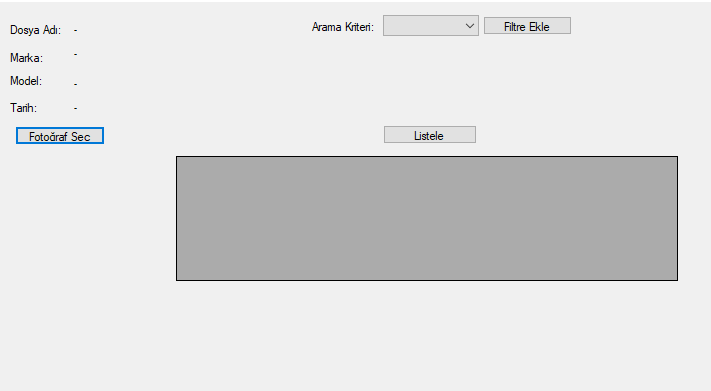 Dosya Adı: -
Marka: -
Model: -
Tarih: -
Fotoğraf Sec
Arama Kriteri:
Filtre Ekle
Listele